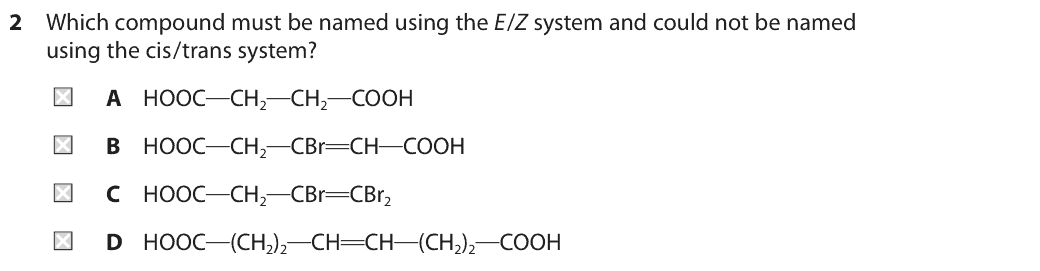 2 Which compound must be named using the E/Z system and could not be named
using the cis/trans system?
A HOOC—CH₂—CH₂—COOH
B HOOC—CH₂—CBr=CH—COOH
C HOOC—CH₂—CBr=CBr₂
D HOOC—(CH₂)₂—CH=CH—(CH₂)₂—COOH